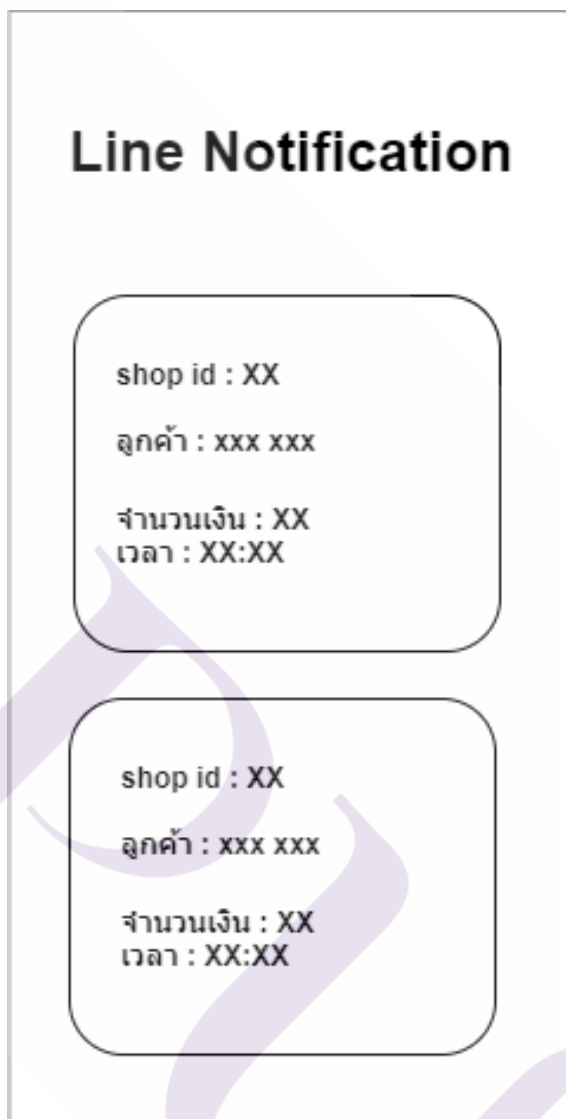 Line Notification
shop id : XX
ลูกค้า : xxx xxx
จำนวนเงิน : XX
เวลา : XX:XX
shop id : XX
ลูกค้า : xxx xxx
จำนวนเงิน : XX
เวลา : XX:XX